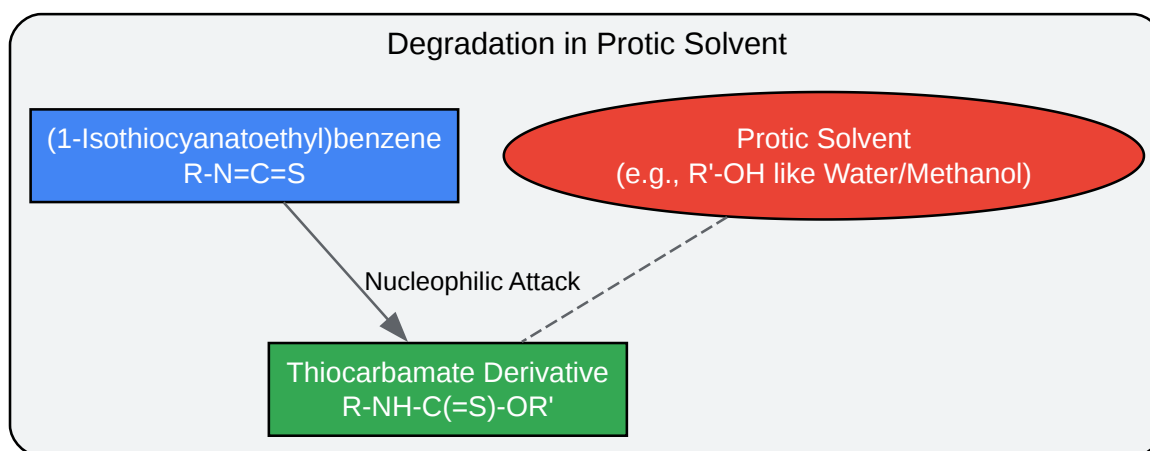 Degradation in Protic Solvent
(1-Isothiocyanatoethyl)benzene
R-N=C=S
Protic Solvent
(e.g., R'-OH like Water/Methanol)
Nucleophilic Attack
Thiocarbamate Derivative
R-NH-C(=S)-OR'